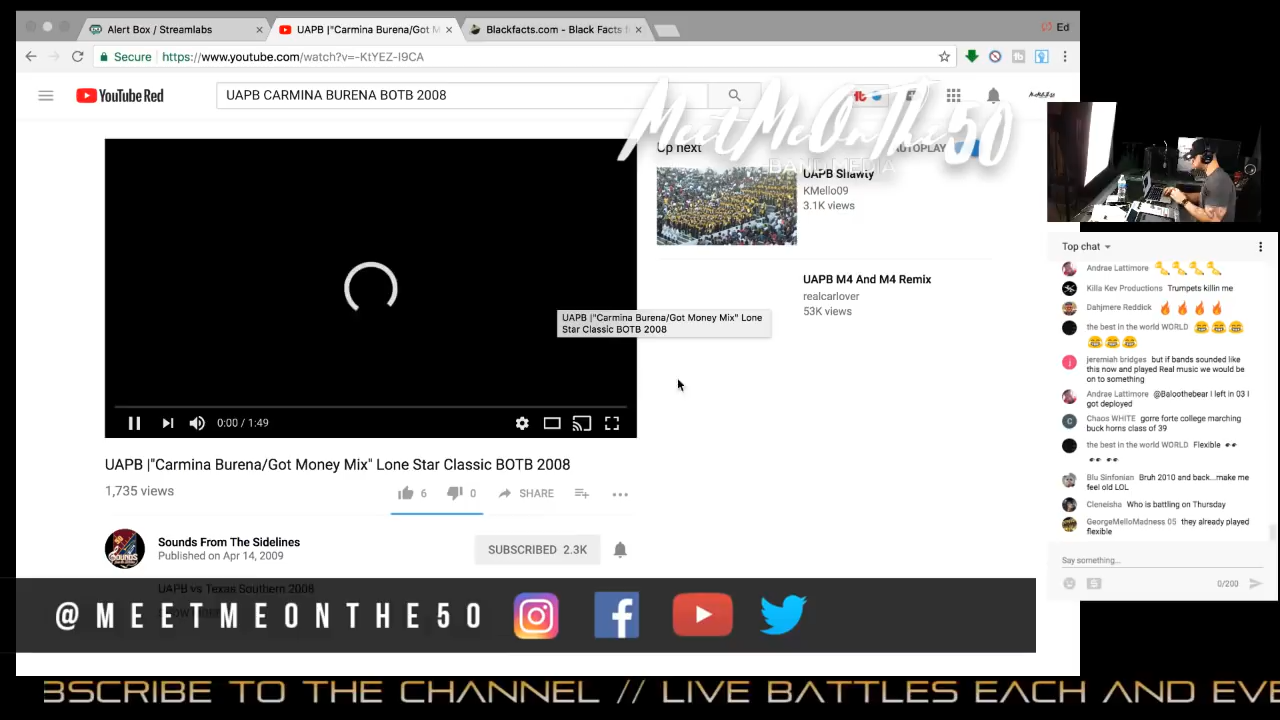 Alert Box / Streamlabs
UAPB |"Carmina Burena/Got M
Blackfacts.com - Black Facts
Ed
Secure
https://www.youtube.com/watch?v=-KtYEZ-I9CA
YouTube Red
UAPB CARMINA BURENA BOTB 2008
MeetMeOnThe50
BAND MEDIA
Up next
AUTOPLAY
UAPB Shawty
KMello09
3.1K views
UAPB M4 And M4 Remix
realcarlover
53K views
UAPB |"Carmina Burena/Got Money Mix" Lone
Star Classic BOTB 2008
0:00 / 1:49
UAPB |"Carmina Burena/Got Money Mix" Lone Star Classic BOTB 2008
1,735 views
6
0
SHARE
Sounds From The Sidelines
Published on Apr 14, 2009
SUBSCRIBED 2.3K
UAPB vs Texas Southern 2008
@MEETMEONTHE50
Top chat
Andrae Lattimore
Killa Kev Productions Trumpets killin me
Dahjmere Reddick
the best in the world WORLD
jeremiah bridges but if bands sounded like
this now and played Real music we would be
on to something
Andrae Lattimore @Baloothebear I left in 03 I
got deployed
Chaos WHITE gorre forte college marching
buck horns class of 39
the best in the world WORLD Flexible
Blu Sinfonian Bruh 2010 and back...make me
feel old LOL
Cleneisha Who is battling on Thursday
GeorgeMelloMadness 05 they already played
flexible
Say something...
0/200
BSCRIBE TO THE CHANNEL // LIVE BATTLES EACH AND EVE